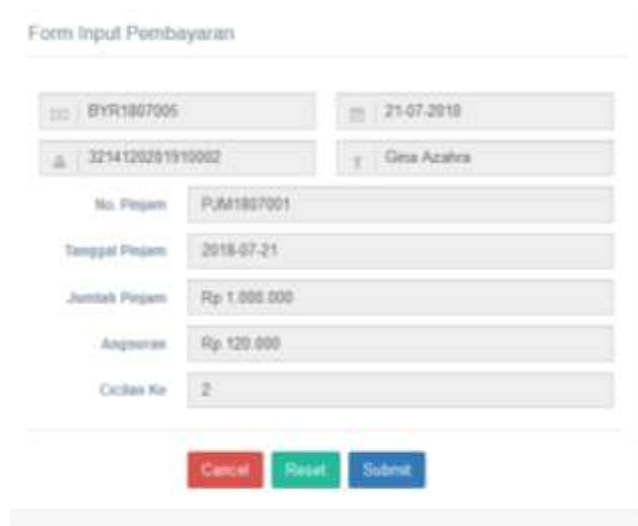 Form Input Pembayaran
BYR1807005 21-07-2018
3214120281910002 Gina Azahra
No. Pinjam PJM1807001
Tanggal Pinjam 2018-07-21
Jumlah Pinjam Rp 1.000.000
Angsuran Rp 120.000
Cicilan Ke 2
Cancel Reset Submit